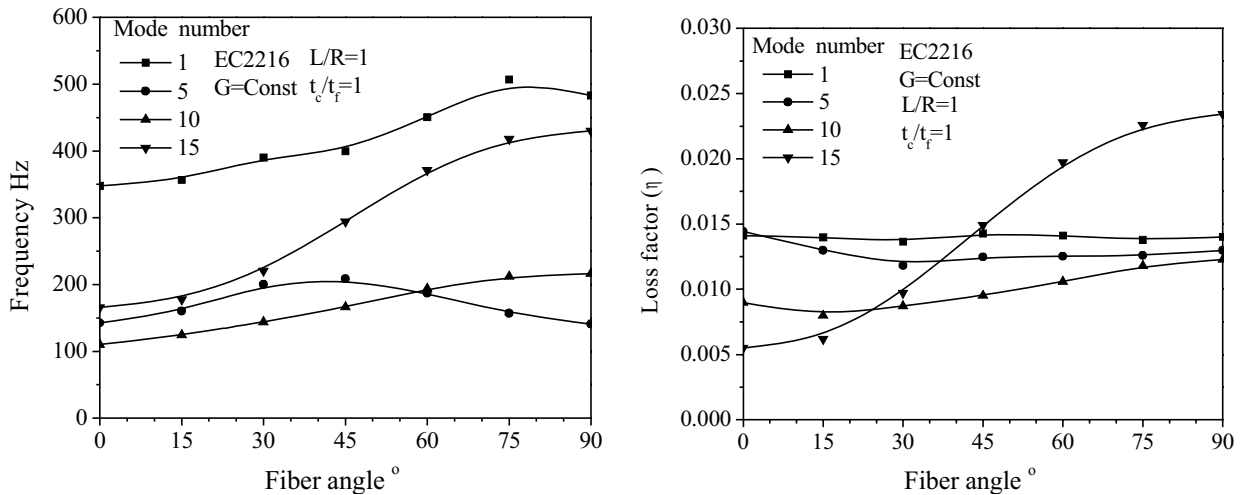 600
500
400
300
200
100
0
Frequency Hz
Mode number
1
5
10
15
EC2216 L/R=1
G=Const t_c/t_f=1
0 15 30 45 60 75 90
Fiber angle °
0.030
0.025
0.020
0.015
0.010
0.005
0.000
Loss factor (η)
Mode number
1
5
10
15
EC2216
G=Const
L/R=1
t_c/t_f=1
0 15 30 45 60 75 90
Fiber angle °